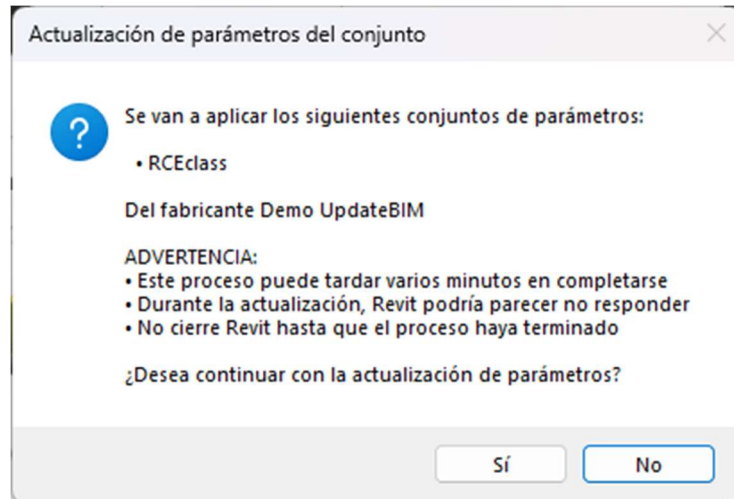 Actualización de parámetros del conjunto
Se van a aplicar los siguientes conjuntos de parámetros:
• RCEclass
Del fabricante Demo UpdateBIM
ADVERTENCIA:
• Este proceso puede tardar varios minutos en completarse
• Durante la actualización, Revit podría parecer no responder
• No cierre Revit hasta que el proceso haya terminado
¿Desea continuar con la actualización de parámetros?
Sí
No